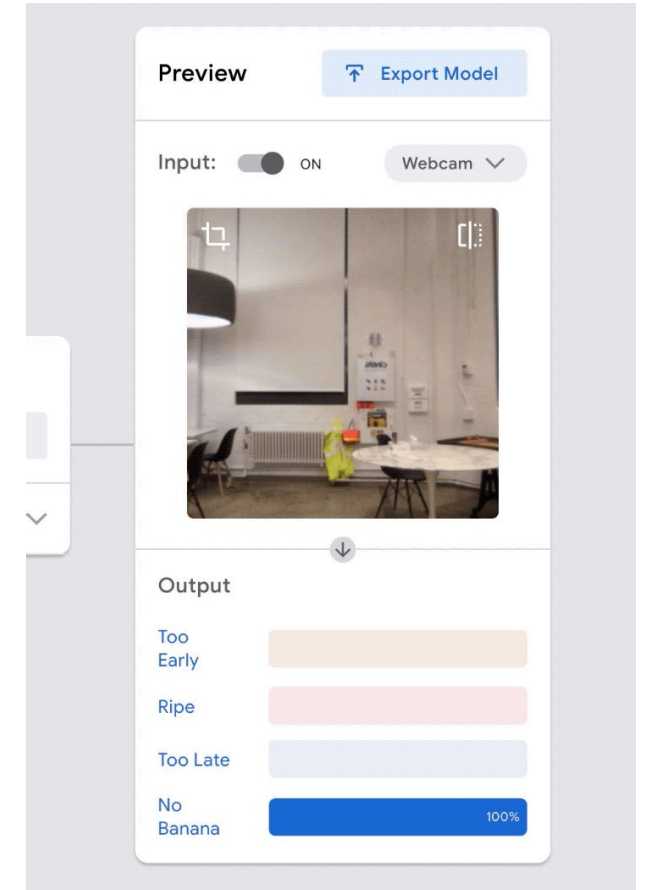 Preview
Export Model
Input:
ON
Webcam
Output
Too
Early
Ripe
Too Late
No
Banana
100%